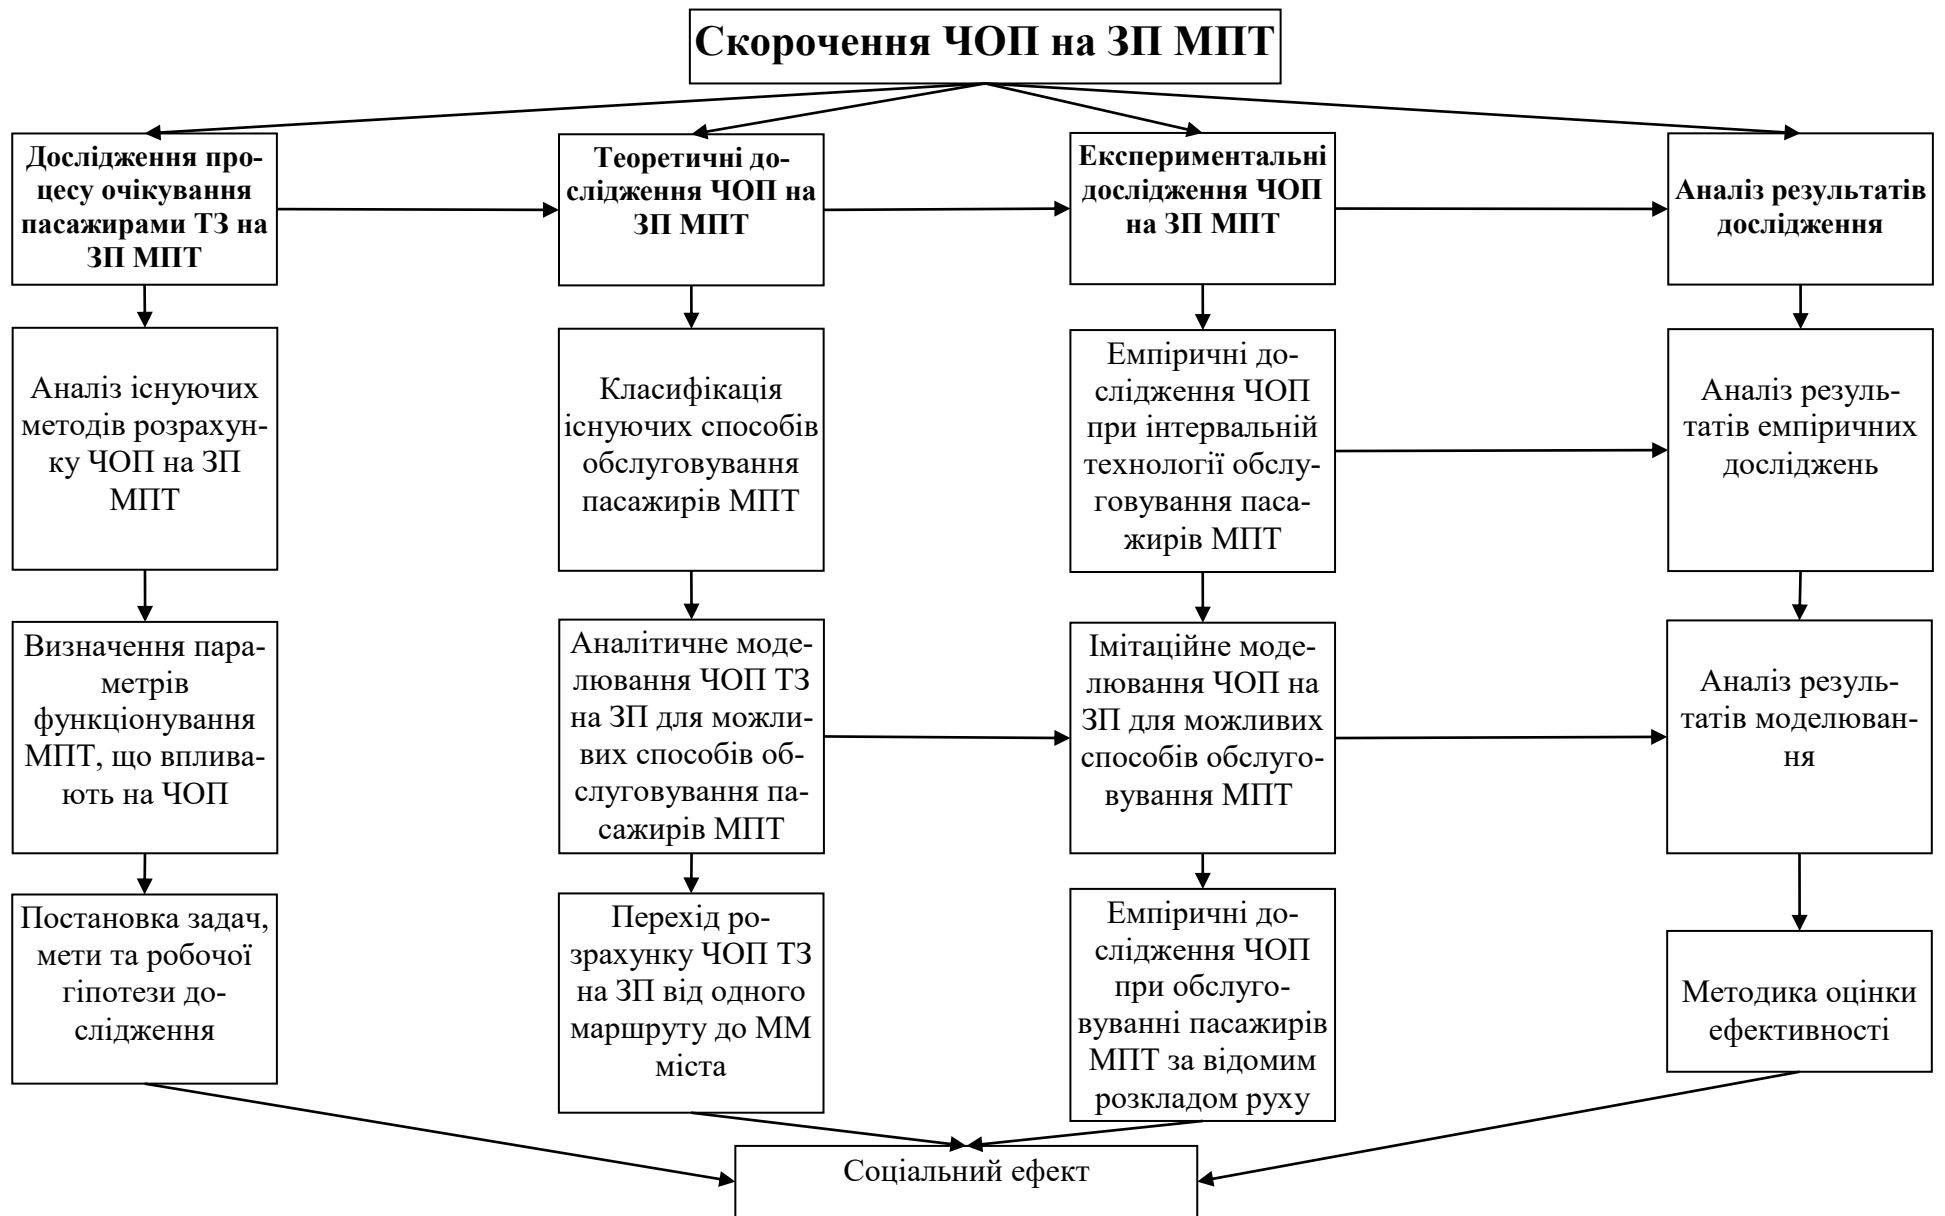 Скорочення ЧОП на ЗП МПТ
Дослідження про-
цесу очікування
пасажирами ТЗ на
ЗП МПТ
Теоретичні до-
слідження ЧОП на
ЗП МПТ
Експериментальні
дослідження ЧОП
на ЗП МПТ
Аналіз результатів
дослідження
Аналіз існуючих
методів розрахун-
ку ЧОП на ЗП
МПТ
Класифікація
існуючих способів
обслуговування
пасажирів МПТ
Емпіричні до-
слідження ЧОП
при інтервальній
технології обслу-
говування паса-
жирів МПТ
Аналіз резуль-
татів емпіричних
досліджень
Визначення пара-
метрів
функціонування
МПТ, що вплива-
ють на ЧОП
Аналітичне моде-
лювання ЧОП ТЗ
на ЗП для можли-
вих способів об-
слуговування па-
сажирів МПТ
Імітаційне моде-
лювання ЧОП на
ЗП для можливих
способів обслуго-
вування МПТ
Аналіз резуль-
татів моделюван-
ня
Постановка задач,
мети та робочої
гіпотези до-
слідження
Перехід ро-
зрахунку ЧОП ТЗ
на ЗП від одного
маршруту до ММ
міста
Емпіричні до-
слідження ЧОП
при обслуго-
вуванні пасажирів
МПТ за відомим
розкладом руху
Методика оцінки
ефективності
Соціальний ефект